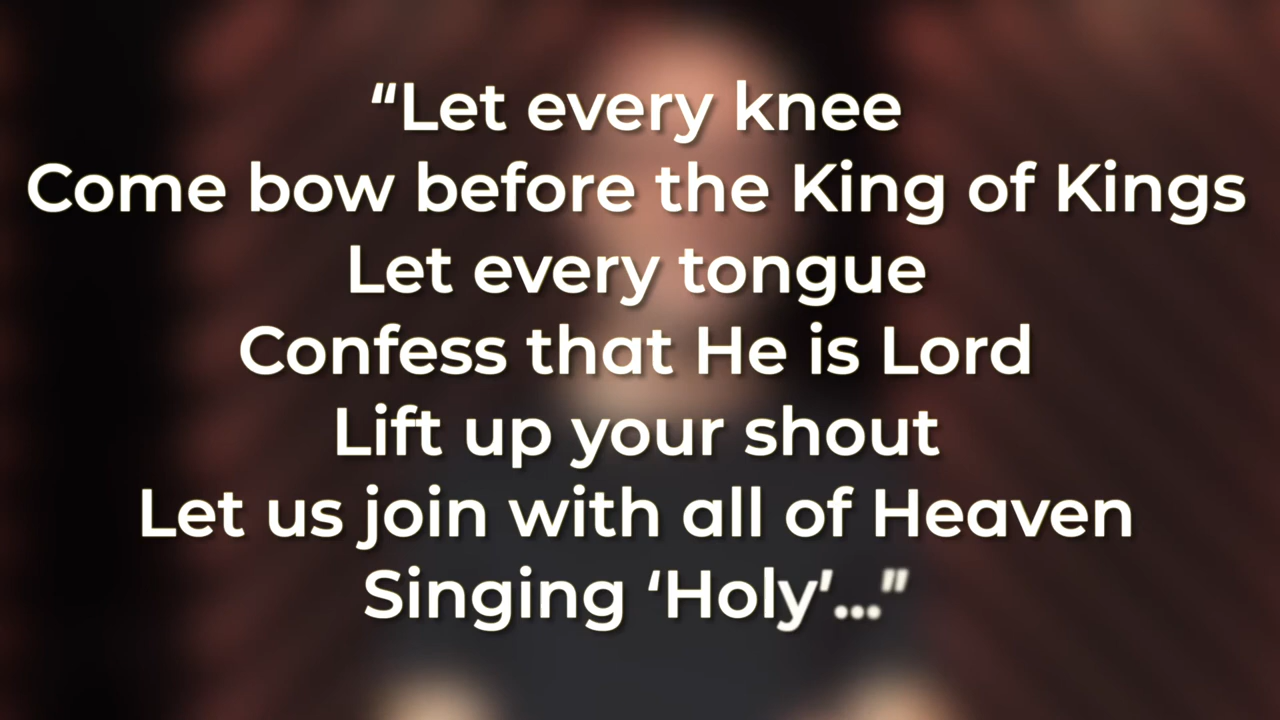 “Let every knee
Come bow before the King of Kings
Let every tongue
Confess that He is Lord
Lift up your shout
Let us join with all of Heaven
Singing ‘Holy’...”